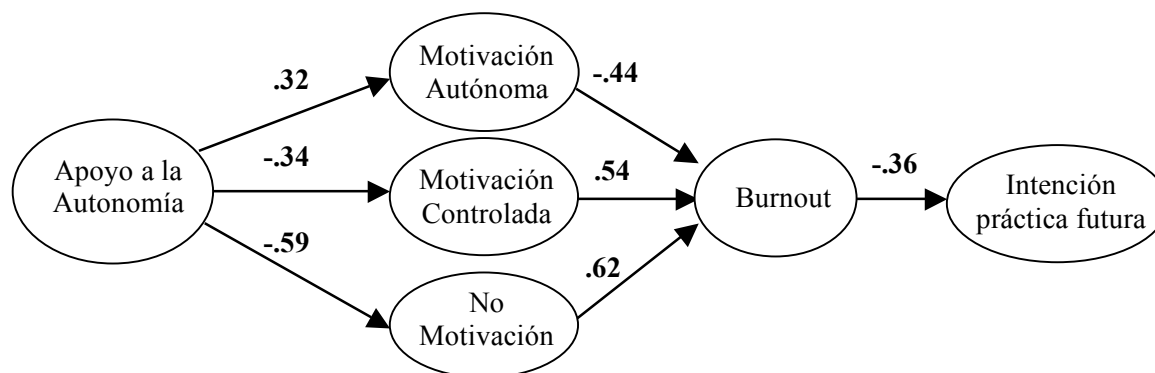 Apoyo a la
Autonomía
.32
-.34
-.59
Motivación
Autónoma
Motivación
Controlada
No
Motivación
-.44
.54
.62
Burnout
-.36
Intención
práctica futura